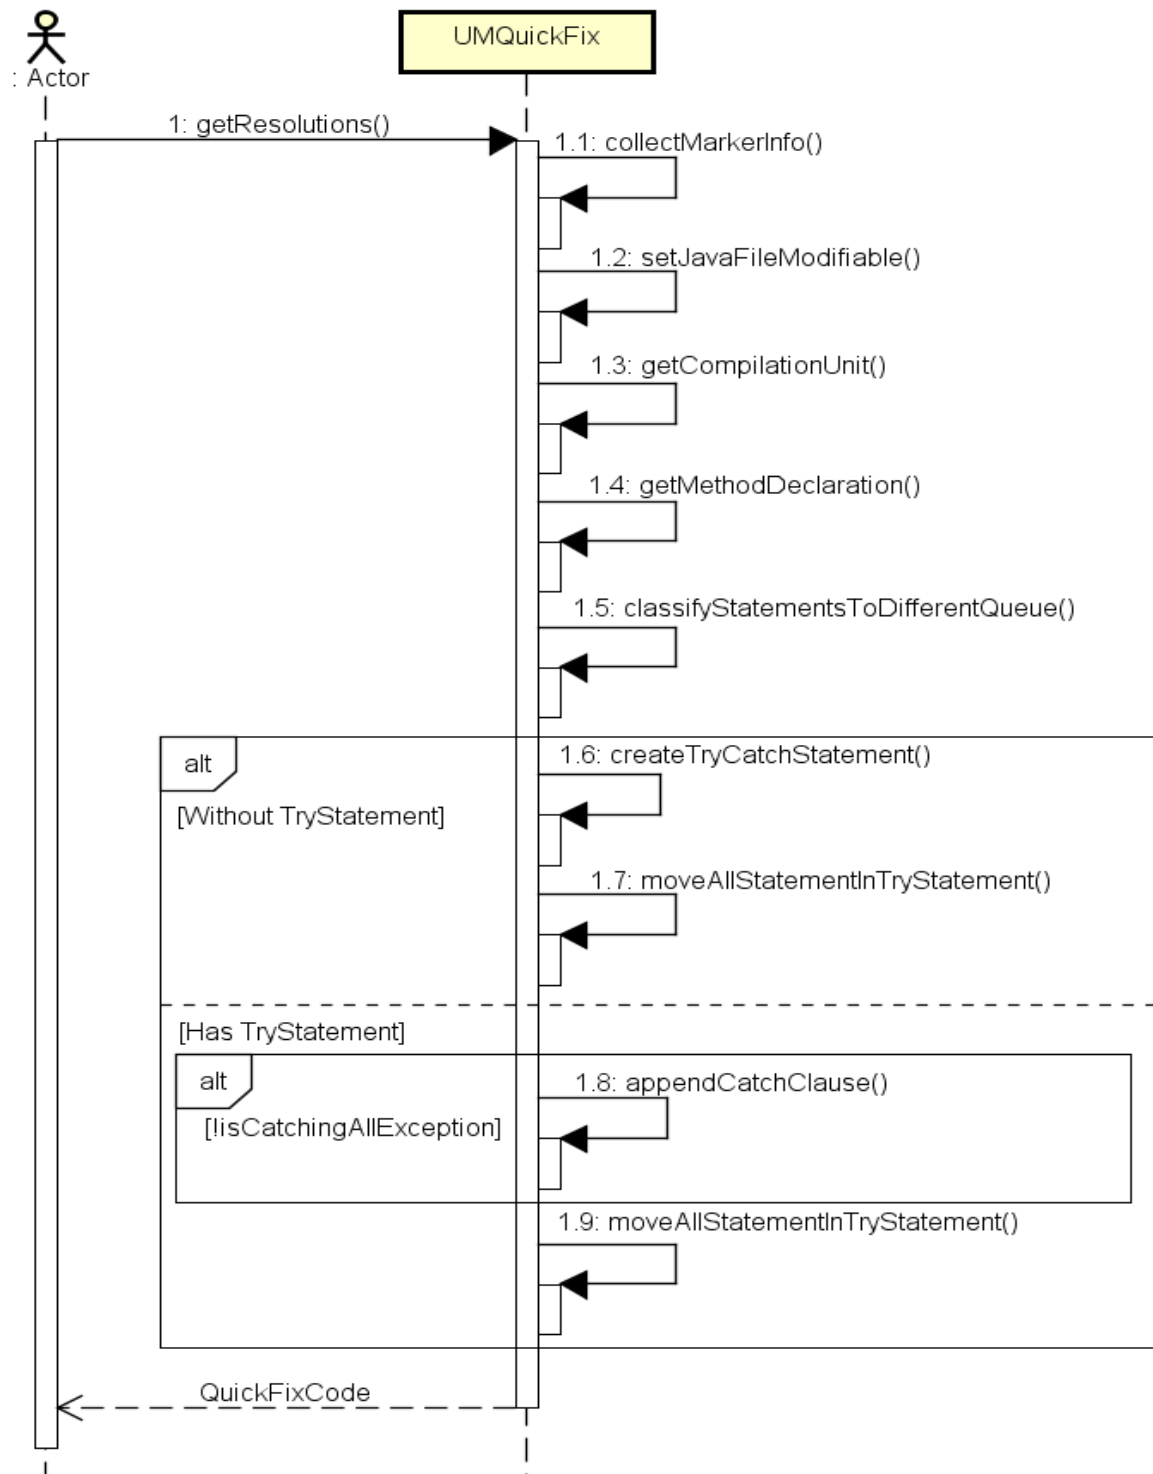 UMQuickFix
: Actor
1: getResolutions()
1.1: collectMarkerInfo()
1.2: setJavaFileModifiable()
1.3: getCompilationUnit()
1.4: getMethodDeclaration()
1.5: classifyStatementsToDifferentQueue()
alt
1.6: createTryCatchStatement()
[Without TryStatement]
1.7: moveAllStatementInTryStatement()
[Has TryStatement]
alt
1.8: appendCatchClause()
[!isCatchingAllException]
1.9: moveAllStatementInTryStatement()
QuickFixCode